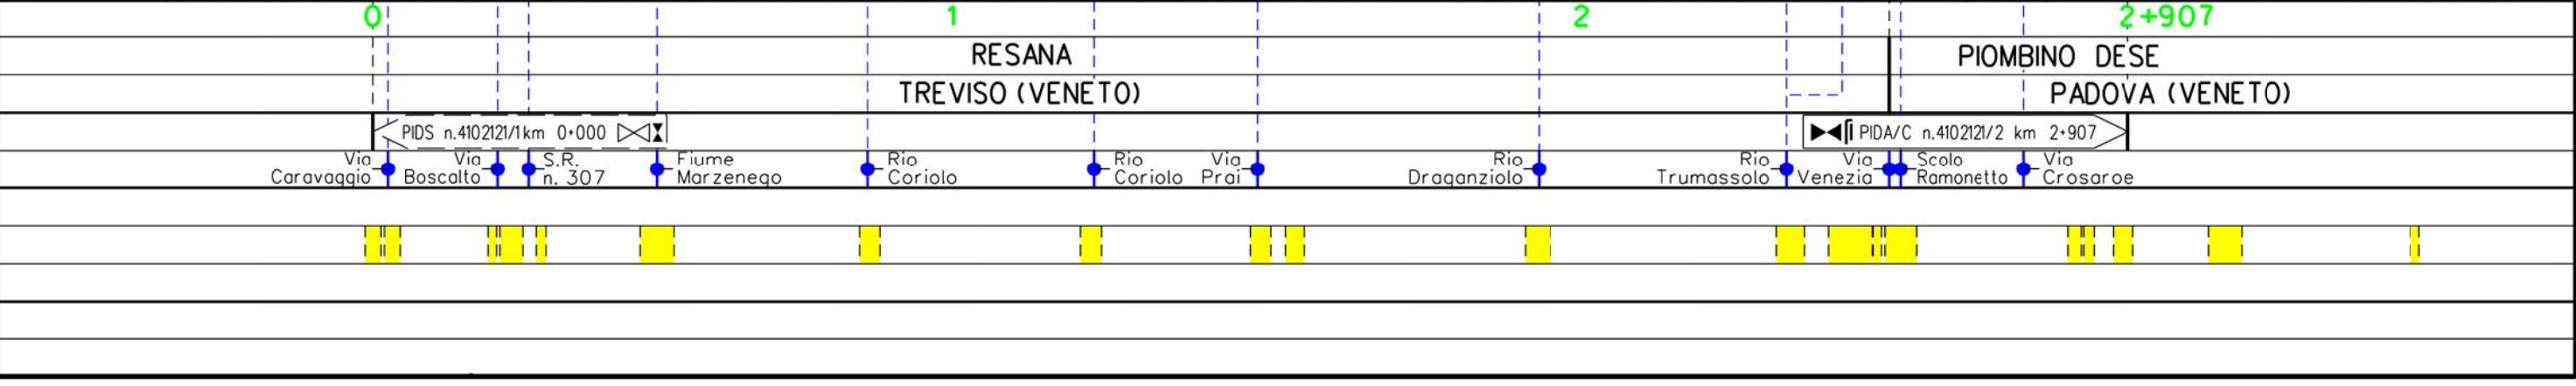 0 1 2 2+907
RESANA PIOMBINO DESE
TREVISO (VENETO) PADOVA (VENETO)
PIDS n.4102121/1 km 0+000 PIDA/C n.4102121/2 km 2+907
Via Via S.R. Fiume Rio Rio Via Rio Rio Via Scolo Via
Caravaggio Boscalto n. 307 Marzenego Coriolo Coriolo Prai Draganziolo Trumassolo Venezia Ramonetto Crosaroe